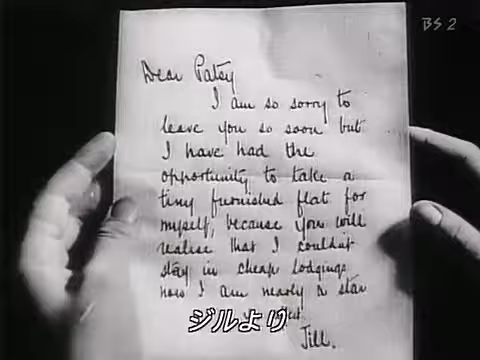 BS 2
Dear Patsy
I am so sorry to
leave you so soon but
I have had the
opportunity to take a
tiny furnished flat for
myself, because you will
realise that I couldn't
stay in cheap lodgings
now I am nearly a star
Jill.
ジルより